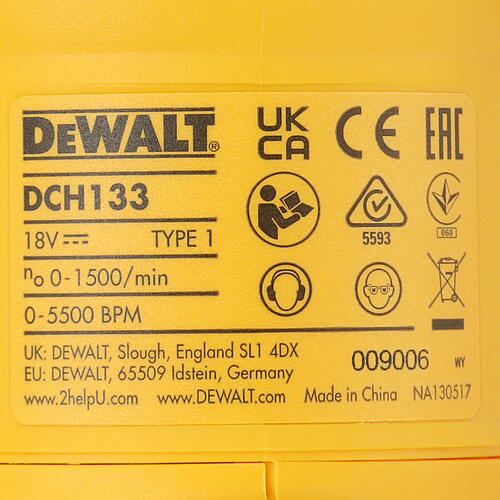 DEWALT®
UK
CA
CE
EAC
DCH133
18V TYPE 1
5593
060
no 0-1500/min
0-5500 BPM
UK: DEWALT, Slough, England SL1 4DX
EU: DEWALT, 65509 Idstein, Germany
009006 WY
www.2helpU.com www.DEWALT.com Made in China NA130517